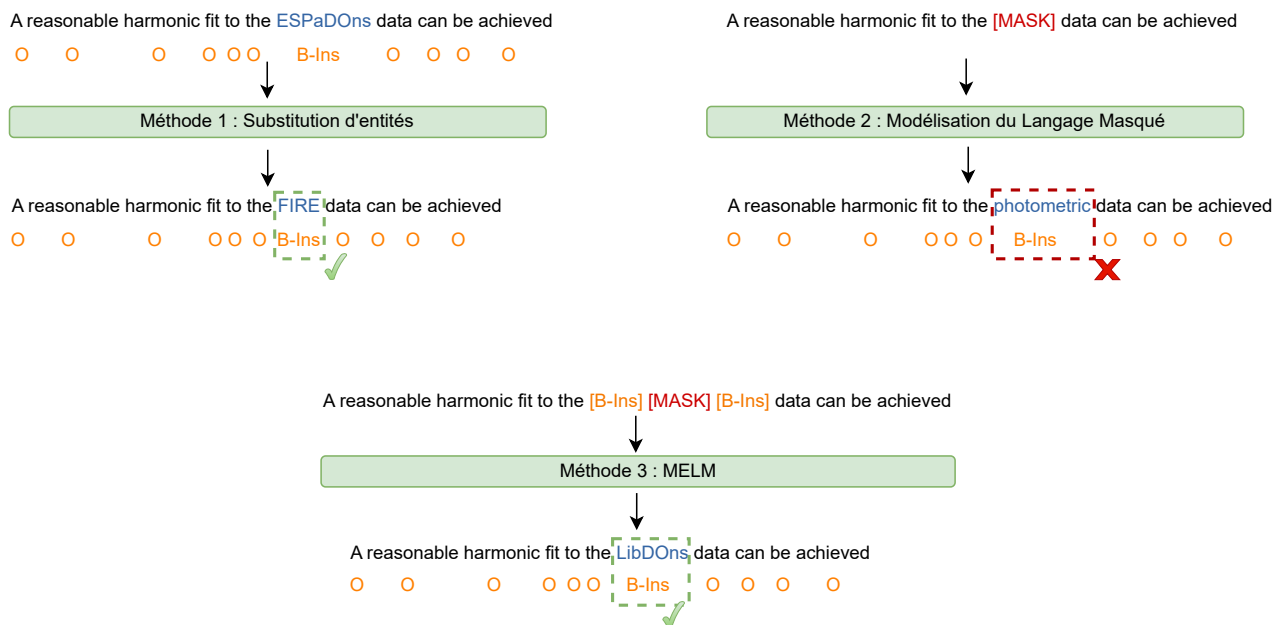 A reasonable harmonic fit to the ESPaDOns data can be achieved
O O O O O O B-Ins O O O O
Méthode 1 : Substitution d'entités
A reasonable harmonic fit to the FIRE data can be achieved
O O O O O O B-Ins O O O O
A reasonable harmonic fit to the [MASK] data can be achieved
Méthode 2 : Modélisation du Langage Masqué
A reasonable harmonic fit to the photometric data can be achieved
O O O O O O B-Ins O O O O
A reasonable harmonic fit to the [B-Ins] [MASK] [B-Ins] data can be achieved
Méthode 3 : MELM
A reasonable harmonic fit to the LibDOns data can be achieved
O O O O O O B-Ins O O O O